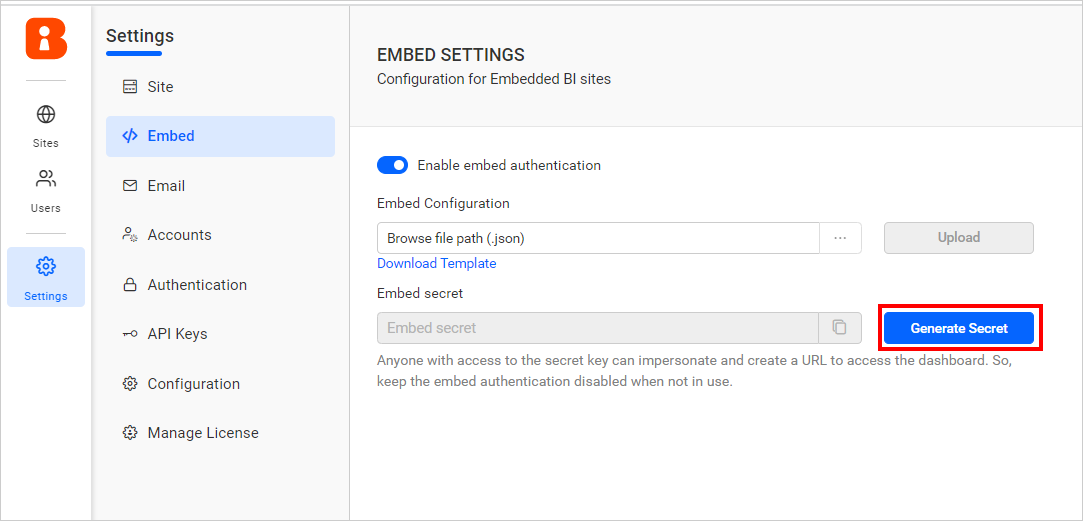 Settings
Site
Embed
Email
Accounts
Authentication
API Keys
Configuration
Manage License
Sites
Users
Settings
EMBED SETTINGS
Configuration for Embedded BI sites
Enable embed authentication
Embed Configuration
Browse file path (.json)
...
Upload
Download Template
Embed secret
Embed secret
Generate Secret
Anyone with access to the secret key can impersonate and create a URL to access the dashboard. So,
keep the embed authentication disabled when not in use.